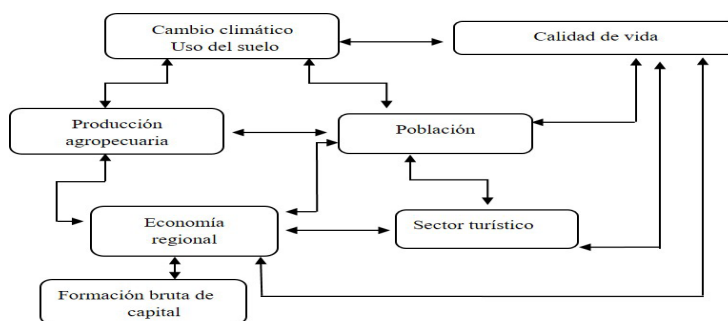 Cambio climático
Uso del suelo
Calidad de vida
Producción
agropecuaria
Población
Economía
regional
Sector turístico
Formación bruta de
capital